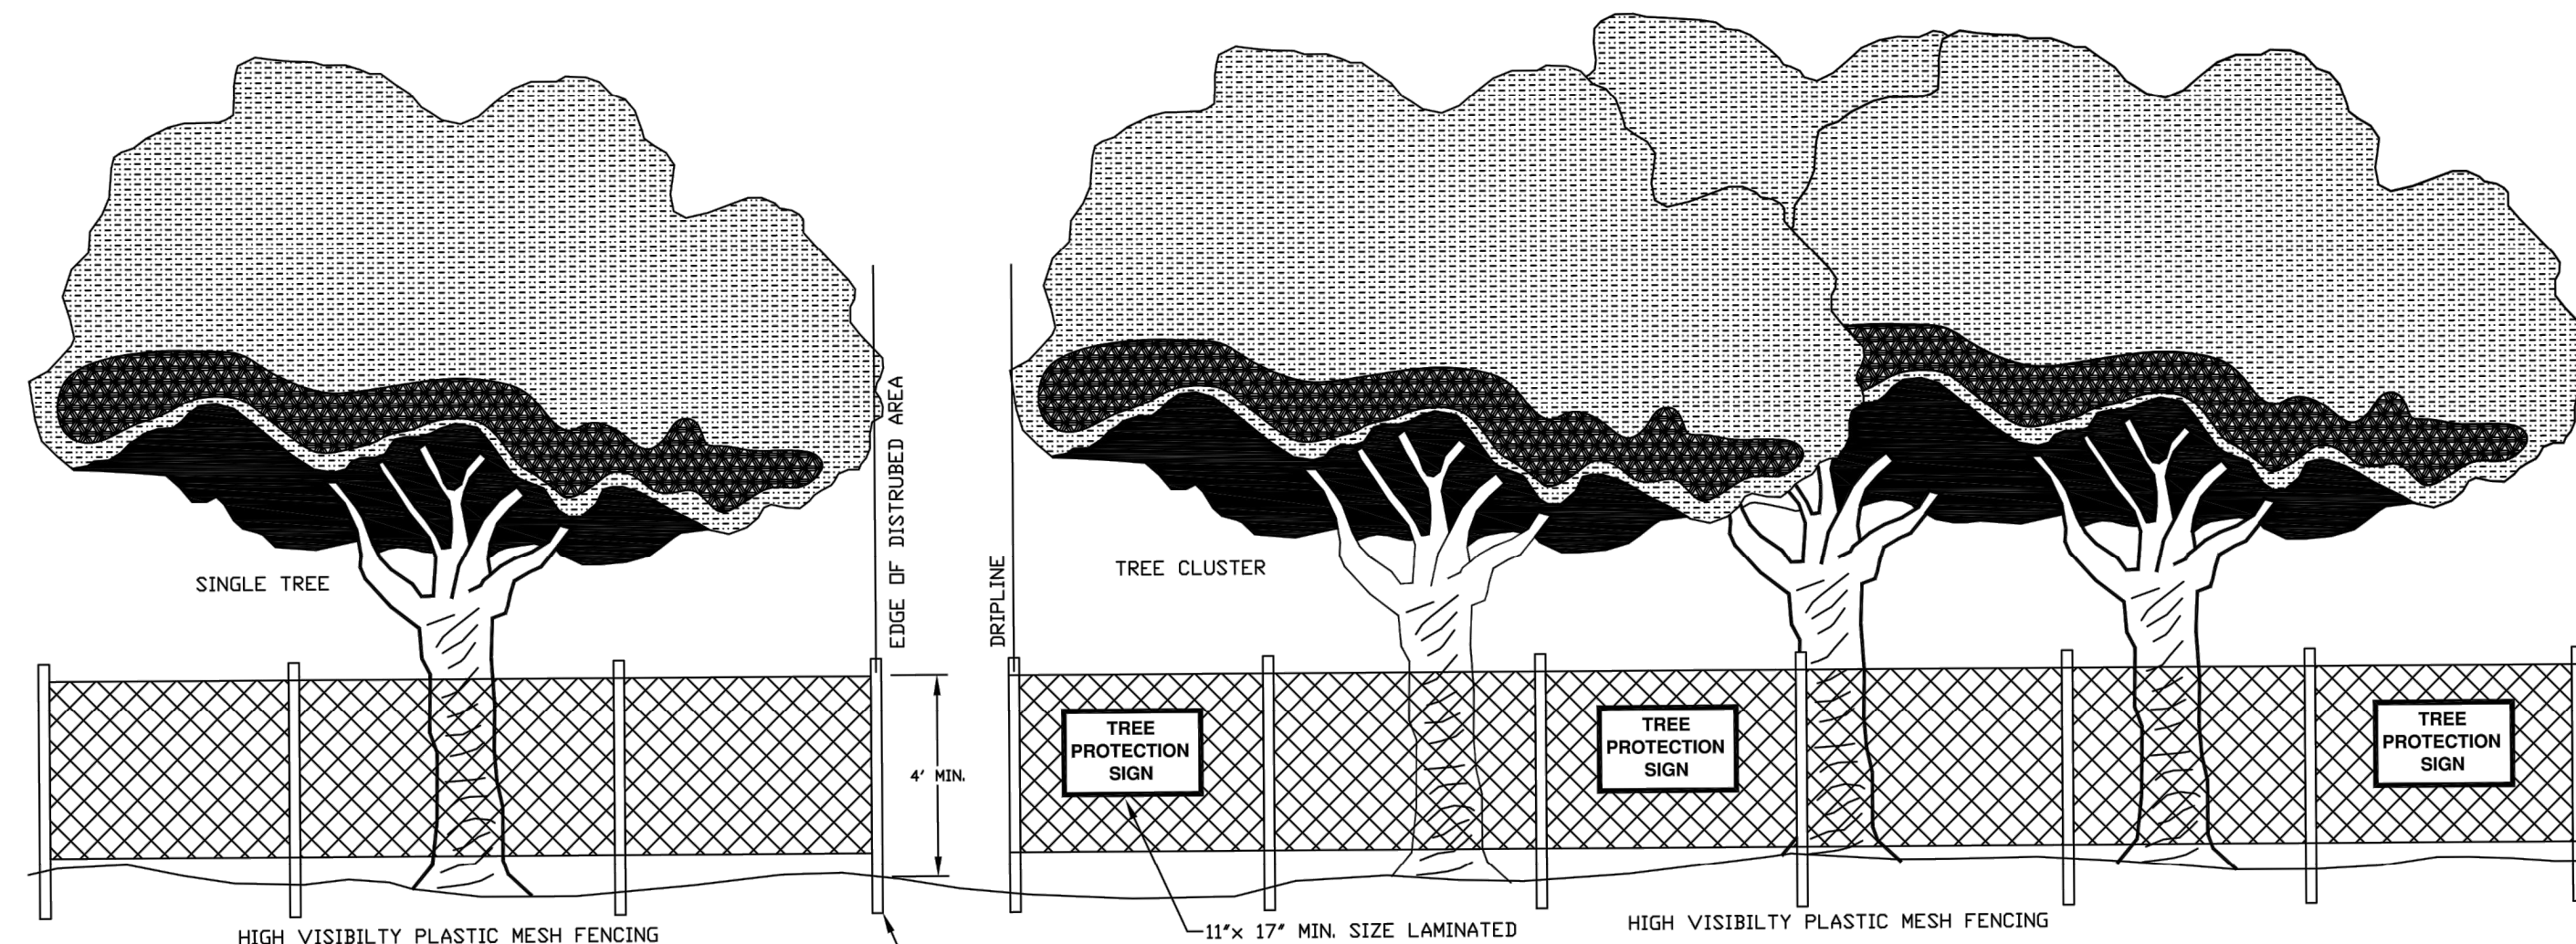 SINGLE TREE
EDGE OF DISTRUBED AREA
DRIPLINE
TREE CLUSTER
4' MIN.
TREE
PROTECTION
SIGN
TREE
PROTECTION
SIGN
TREE
PROTECTION
SIGN
HIGH VISIBILTY PLASTIC MESH FENCING
11"x 17" MIN. SIZE LAMINATED
HIGH VISIBILTY PLASTIC MESH FENCING